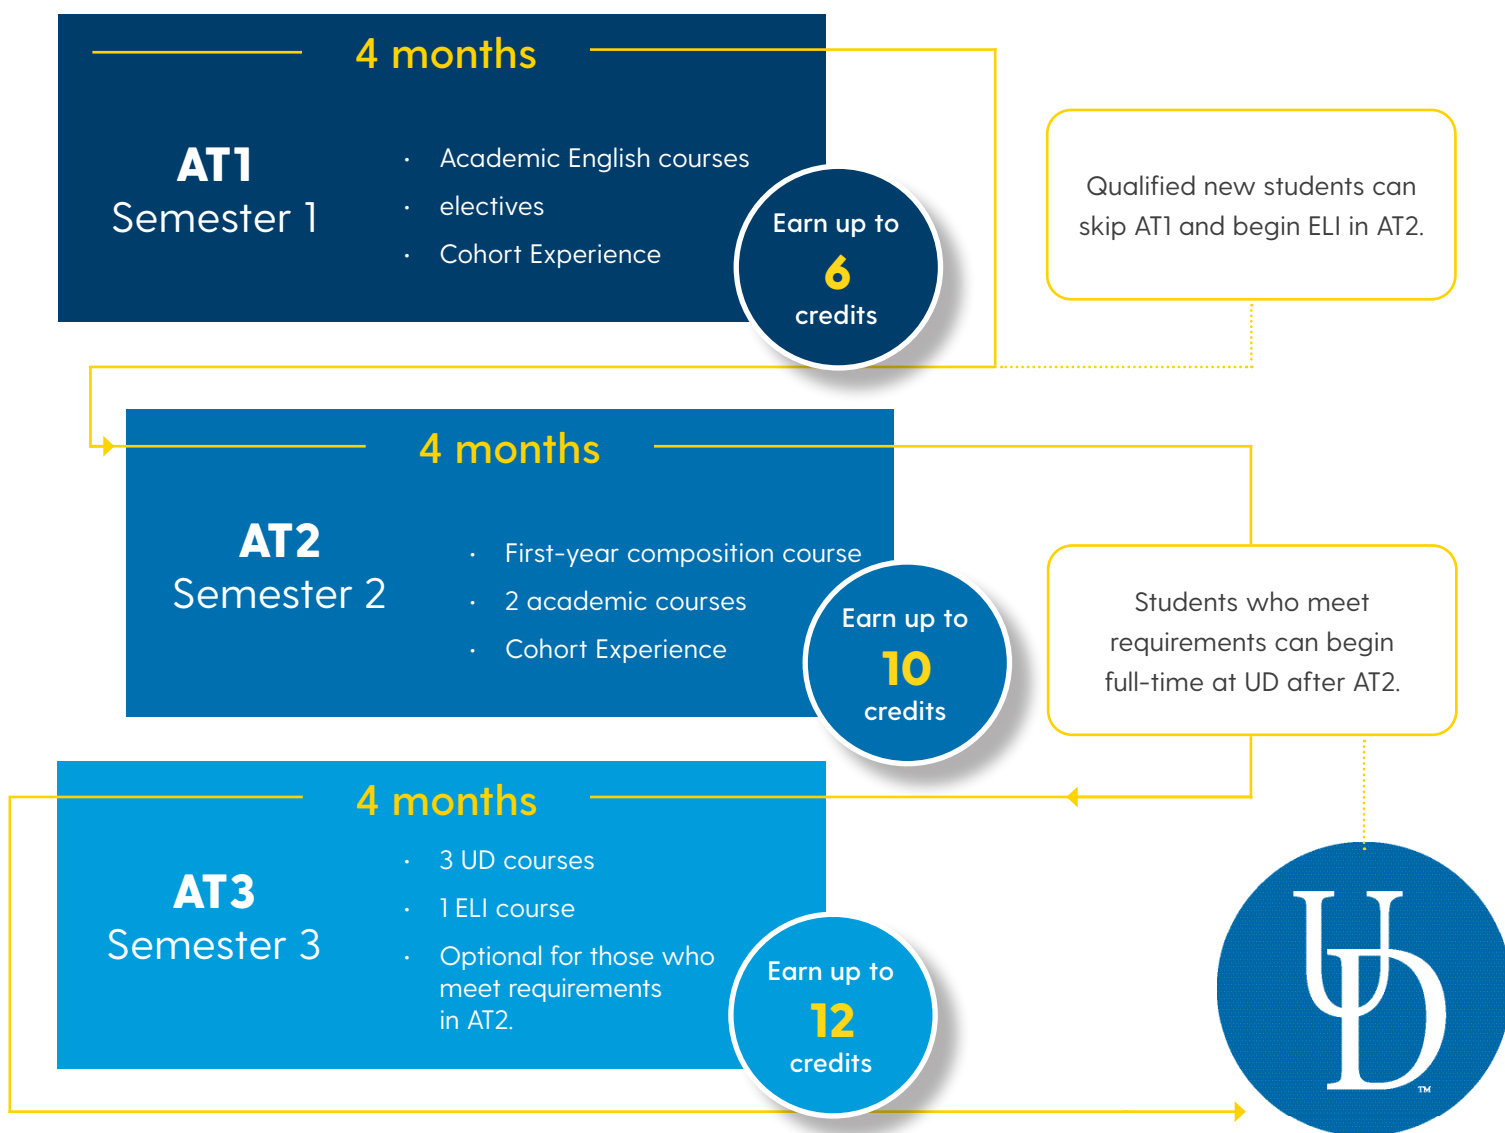 4 months
AT1
Semester 1
· Academic English courses
· electives
· Cohort Experience
Earn up to
6
credits
Qualified new students can
skip AT1 and begin ELI in AT2.
4 months
AT2
Semester 2
· First-year composition course
· 2 academic courses
· Cohort Experience
Earn up to
10
credits
Students who meet
requirements can begin
full-time at UD after AT2.
4 months
AT3
Semester 3
· 3 UD courses
· 1 ELI course
· Optional for those who
meet requirements
in AT2.
Earn up to
12
credits
UD
TM